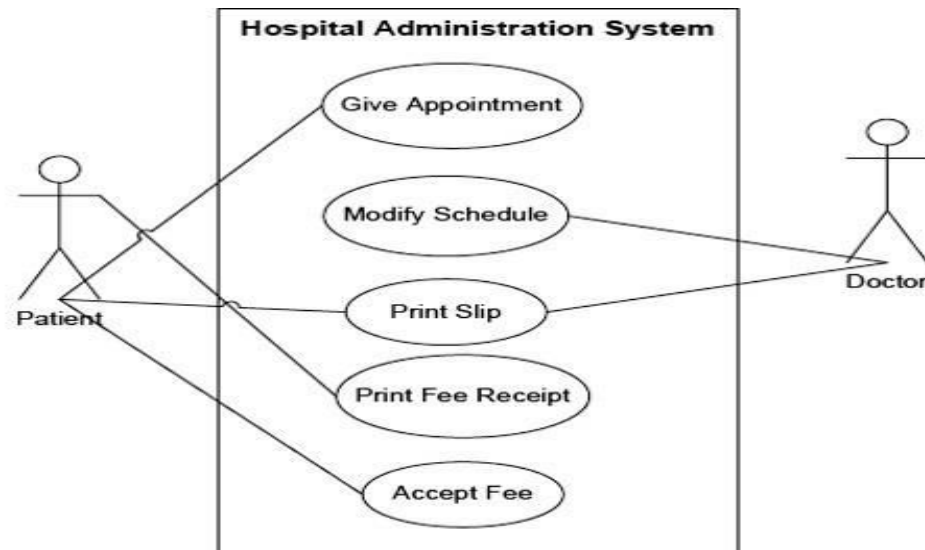 Hospital Administration System
Give Appointment
Modify Schedule
Doctor
Print Slip
Patient
Print Fee Receipt
Accept Fee